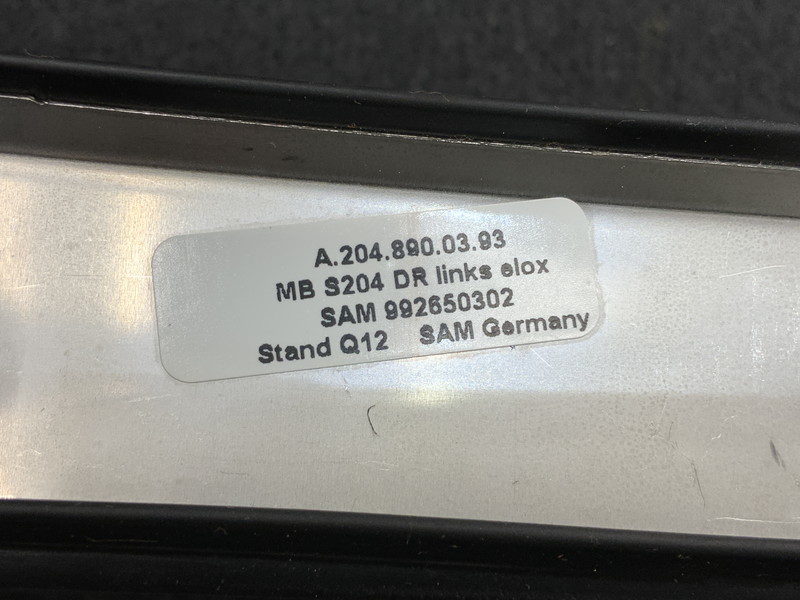 A.204.890.03.93
MB S204 DR links elox
SAM 992650302
Stand Q12 SAM Germany